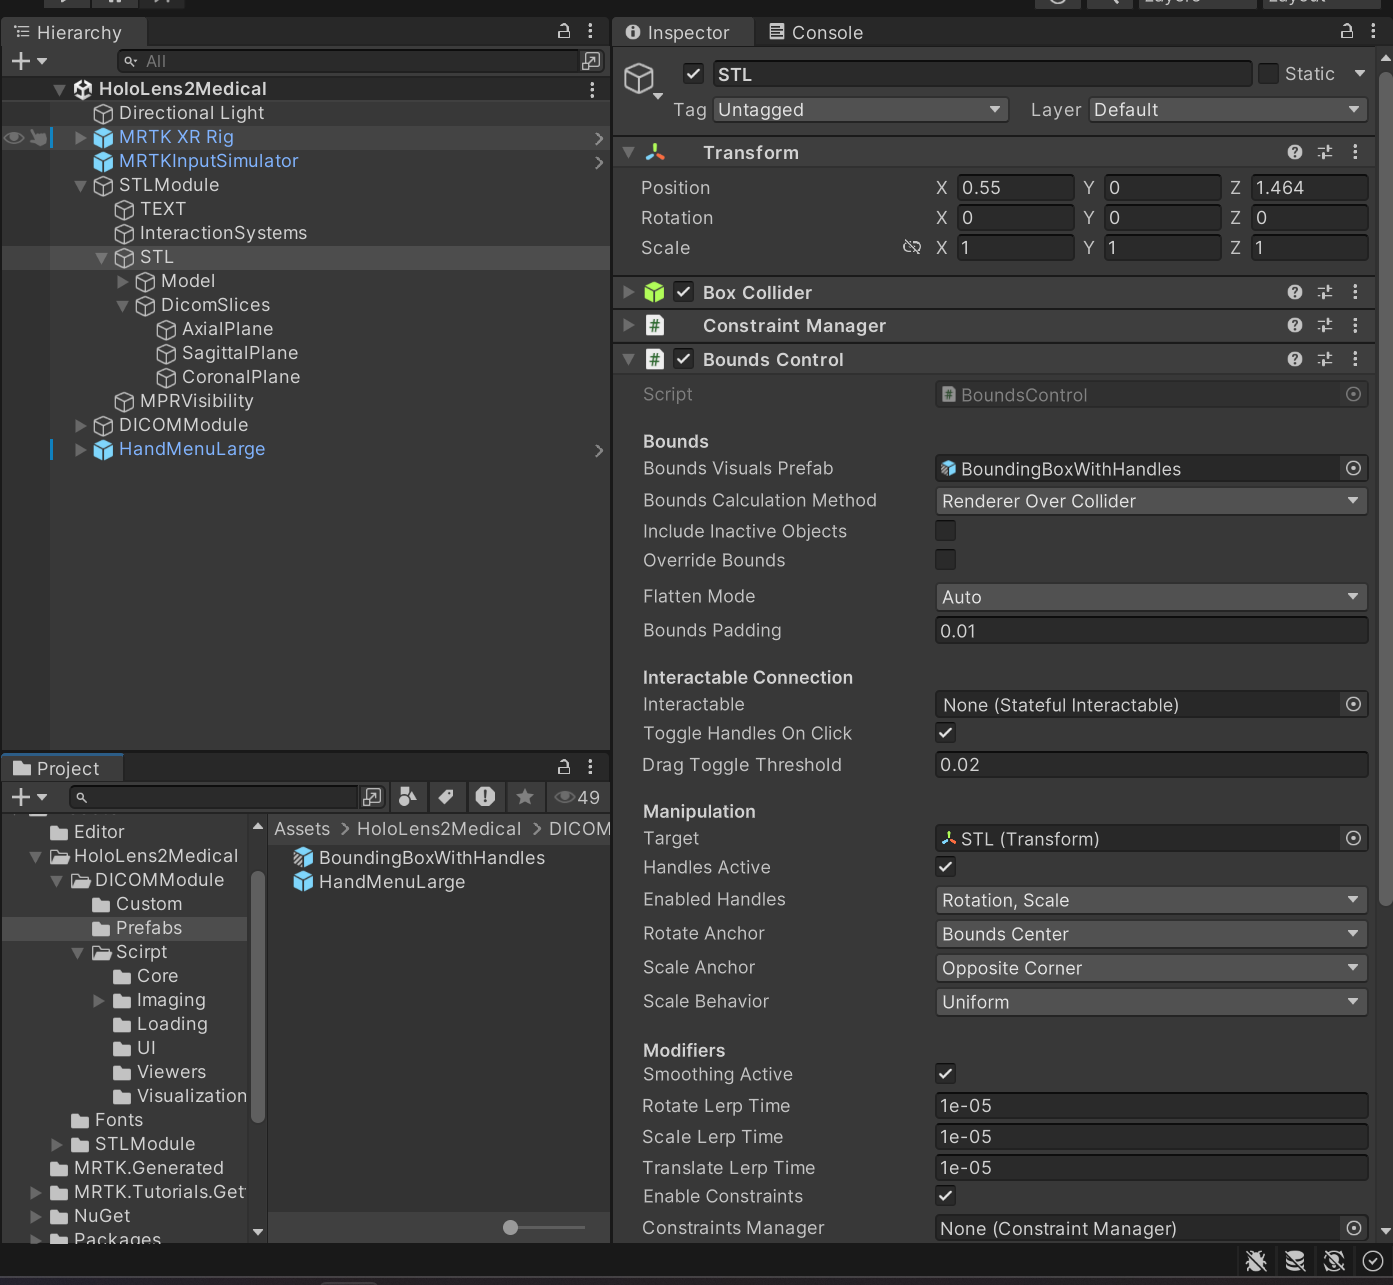 Layers
Layout
Hierarchy
All
HoloLens2Medical
Directional Light
MRTK XR Rig
MRTKInputSimulator
STLModule
TEXT
InteractionSystems
STL
Model
DicomSlices
AxialPlane
SagittalPlane
CoronalPlane
MPRVisibility
DICOMModule
HandMenuLarge
Project
49
Editor
HoloLens2Medical
DICOMModule
Custom
Prefabs
Scirpt
Core
Imaging
Loading
UI
Viewers
Visualization
Fonts
STLModule
MRTK.Generated
MRTK.Tutorials.Get
NuGet
Packages
Assets > HoloLens2Medical > DICOM
BoundingBoxWithHandles
HandMenuLarge
Inspector Console
STL Static
Tag Untagged Layer Default
Transform
Position X 0.55 Y 0 Z 1.464
Rotation X 0 Y 0 Z 0
Scale X 1 Y 1 Z 1
Box Collider
# Constraint Manager
# Bounds Control
Script # BoundsControl
Bounds
Bounds Visuals Prefab BoundingBoxWithHandles
Bounds Calculation Method Renderer Over Collider
Include Inactive Objects
Override Bounds
Flatten Mode Auto
Bounds Padding 0.01
Interactable Connection
Interactable None (Stateful Interactable)
Toggle Handles On Click
Drag Toggle Threshold 0.02
Manipulation
Target STL (Transform)
Handles Active
Enabled Handles Rotation, Scale
Rotate Anchor Bounds Center
Scale Anchor Opposite Corner
Scale Behavior Uniform
Modifiers
Smoothing Active
Rotate Lerp Time 1e-05
Scale Lerp Time 1e-05
Translate Lerp Time 1e-05
Enable Constraints
Constraints Manager None (Constraint Manager)